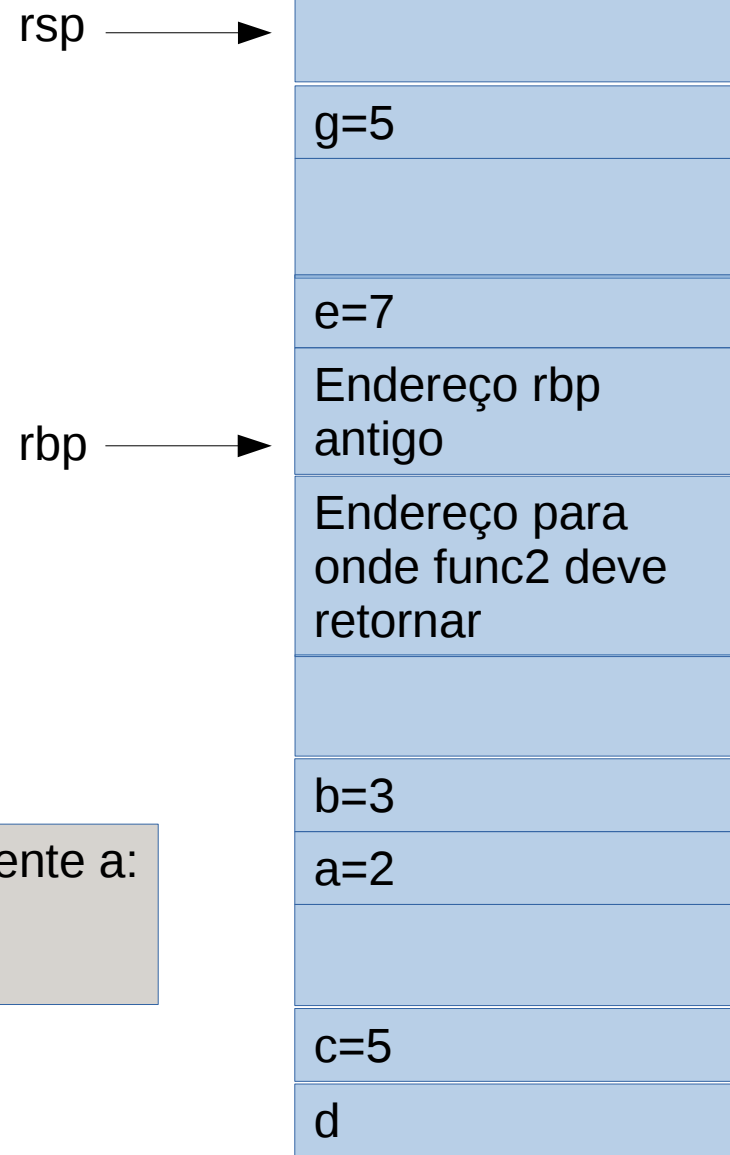 rsp
g=5
e=7
Endereço rbp
antigo
rbp
Endereço para
onde func2 deve
retornar
b=3
ente a:
a=2
c=5
d